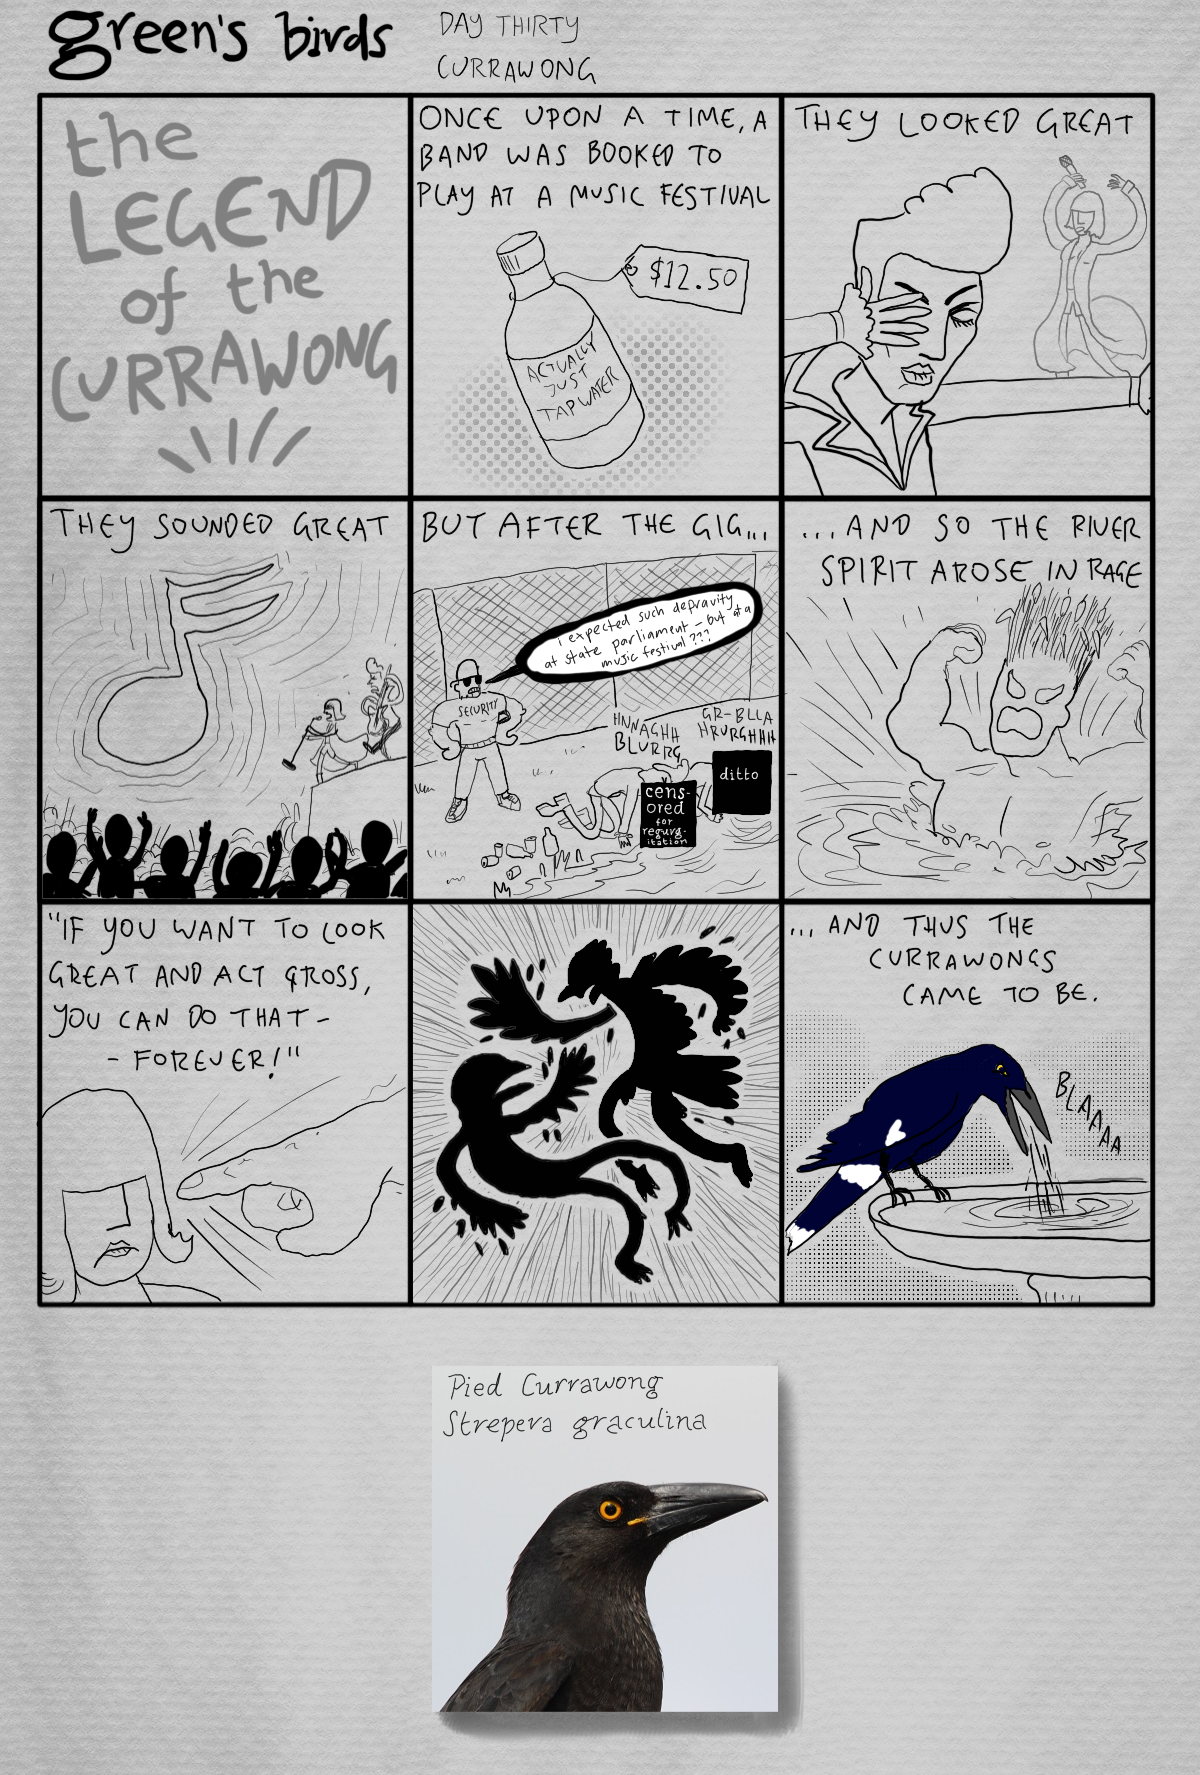 green's birds
DAY THIRTY
CURRAWONG
the
LEGEND
of the
CURRAWONG
ONCE UPON A TIME, A
BAND WAS BOOKED TO
PLAY AT A MUSIC FESTIVAL
$12.50
ACTUALLY
JUST
TAP WATER
THEY LOOKED GREAT
THEY SOUNDED GREAT
BUT AFTER THE GIG...
i expected such depravity
at state parliament - but at a
music festival???
SECURITY
HNNAGHH
BLURRG
GR-BLLA
HRURGHHH
cens-
ored
for
regurg-
itation
ditto
...AND SO THE RIVER
SPIRIT AROSE IN RAGE
"IF YOU WANT TO LOOK
GREAT AND ACT GROSS,
YOU CAN DO THAT -
- FOREVER!"
...AND THUS THE
CURRAWONGS
CAME TO BE.
BLAAAAA
Pied Currawong
Strepera graculina